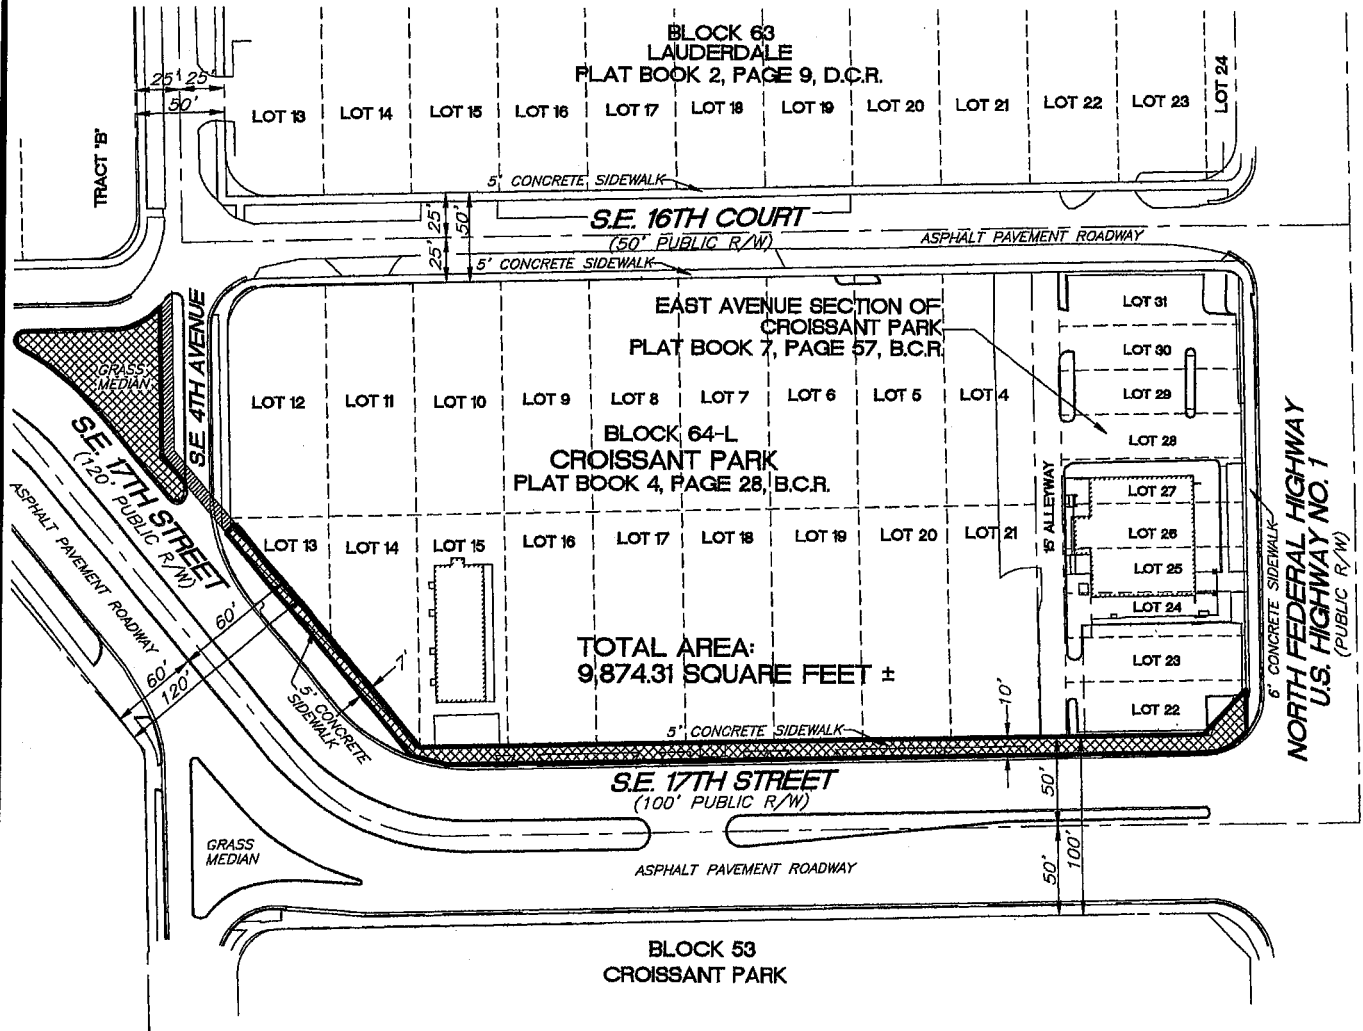 BLOCK 63
LAUDERDALE
PLAT BOOK 2, PAGE 9, D.C.R.
25' 25'
50'
LOT 13 LOT 14 LOT 15 LOT 16 LOT 17 LOT 18 LOT 19 LOT 20 LOT 21 LOT 22 LOT 23
LOT 24
TRACT "B"
5' CONCRETE SIDEWALK
S.E. 16TH COURT
(50' PUBLIC R/W)
25'
50'
25'
ASPHALT PAVEMENT ROADWAY
5' CONCRETE SIDEWALK
EAST AVENUE SECTION OF
CROISSANT PARK
PLAT BOOK 7, PAGE 57, B.C.R.
LOT 31
LOT 30
LOT 29
LOT 28
LOT 27
LOT 26
LOT 25
LOT 24
LOT 23
LOT 22
GRASS
MEDIAN
S.E. 4TH AVENUE
LOT 12 LOT 11 LOT 10 LOT 9 LOT 8 LOT 7 LOT 6 LOT 5 LOT 4
BLOCK 64-L
CROISSANT PARK
PLAT BOOK 4, PAGE 28, B.C.R.
S.E. 17TH STREET
(120' PUBLIC R/W)
ASPHALT PAVEMENT ROADWAY
LOT 13 LOT 14 LOT 15 LOT 16 LOT 17 LOT 18 LOT 19 LOT 20 LOT 21
15' ALLEYWAY
6' CONCRETE SIDEWALK
NORTH FEDERAL HIGHWAY
U.S. HIGHWAY NO. 1
(PUBLIC R/W)
60'
60'
120'
7'
5' CONCRETE
SIDEWALK
TOTAL AREA:
9,874.31 SQUARE FEET ±
10'
5' CONCRETE SIDEWALK
S.E. 17TH STREET
(100' PUBLIC R/W)
50'
50'
100'
GRASS
MEDIAN
ASPHALT PAVEMENT ROADWAY
BLOCK 53
CROISSANT PARK